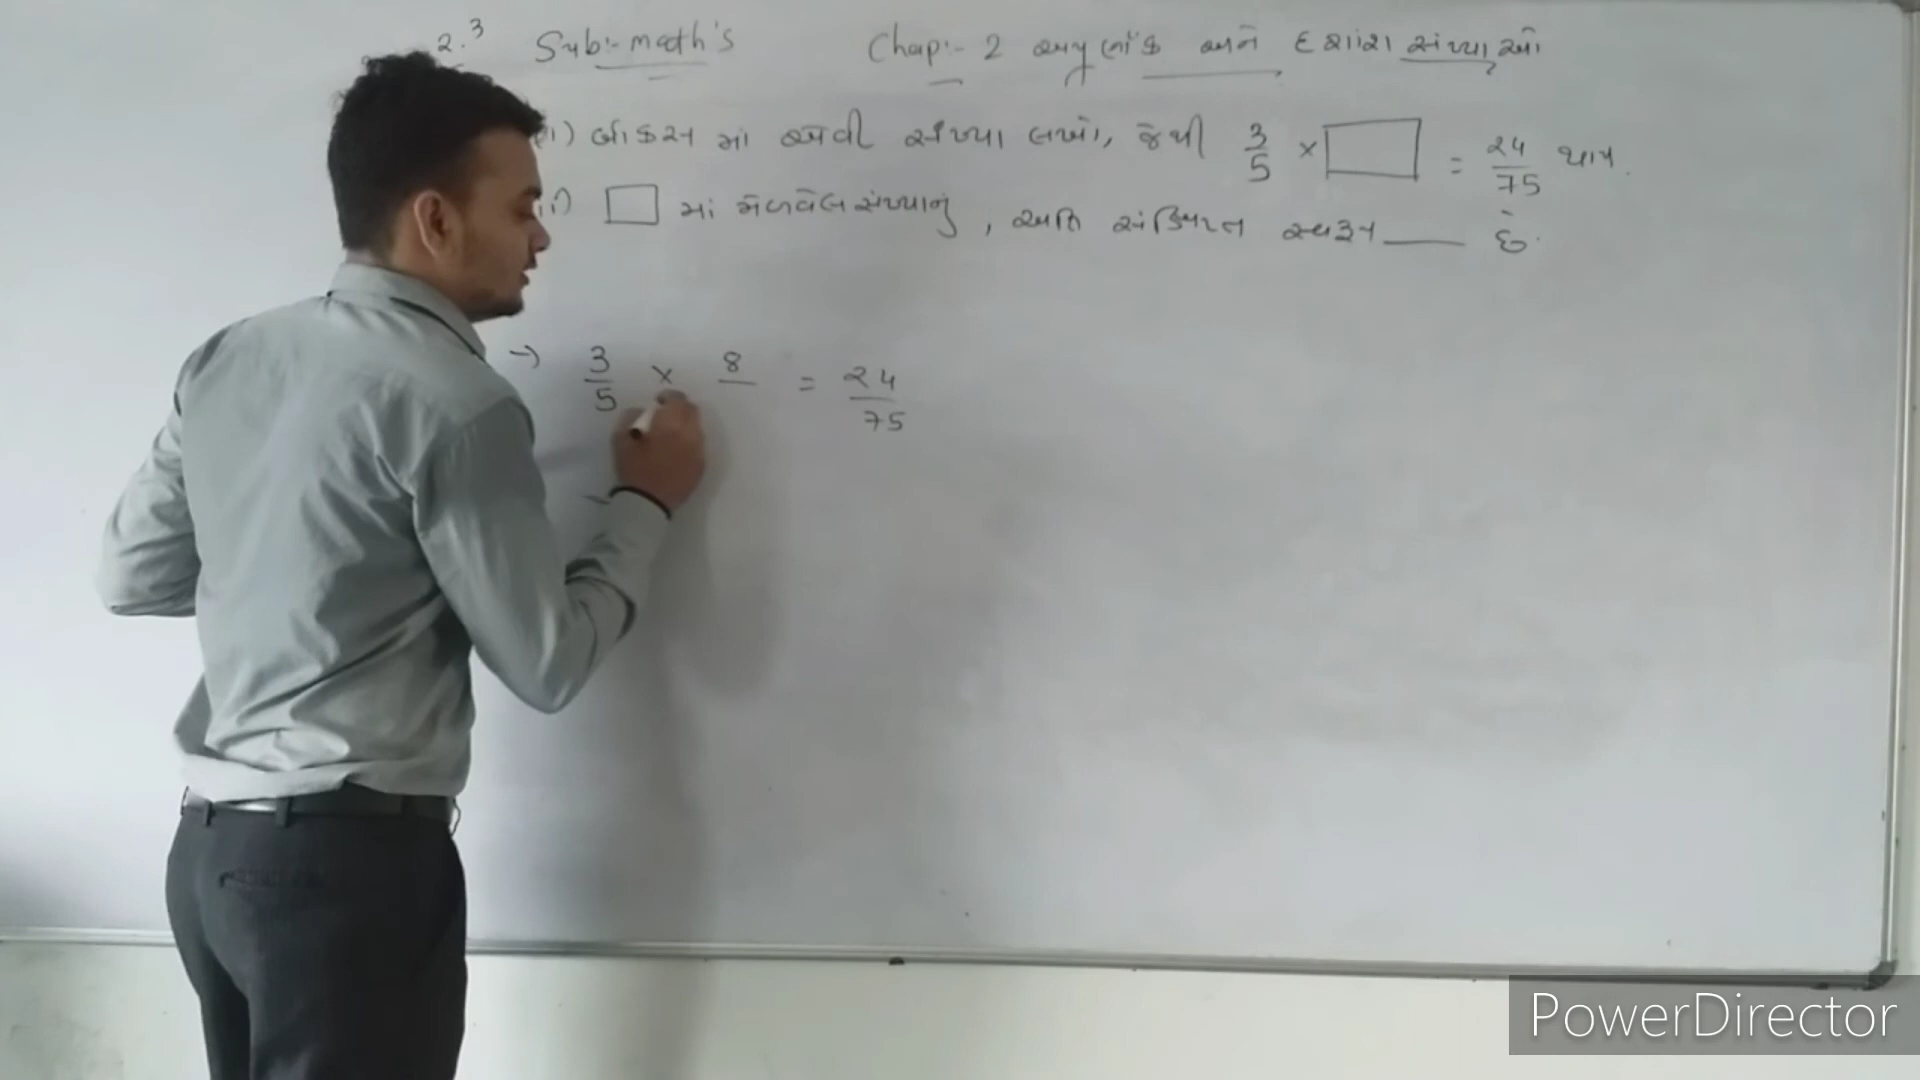 2.3 Sub:- math's Chap:- 2 અપૂર્ણાંક અને દશાંશ સંખ્યાઓ
i) બોક્સ માં એવી સંખ્યા લખો, જેથી 3/5 × □ = 24/75 થાય.
ii) □ માં મેળવેલ સંખ્યાનું, અતિ સંક્ષિપ્ત સ્વરૂપ ____ છે.
→ 3/5 × 8/ = 24/75
PowerDirector